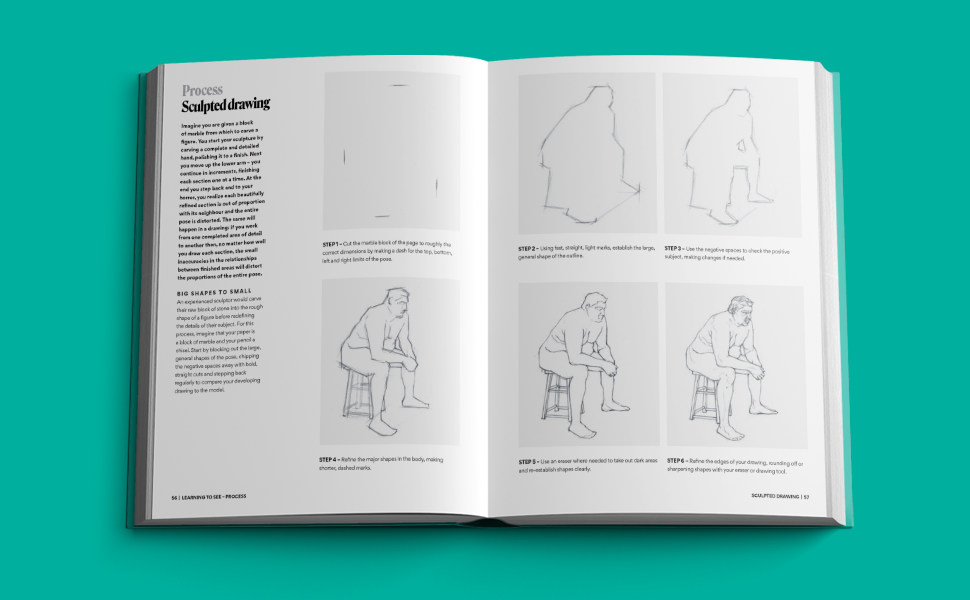 Process
Sculpted drawing
Imagine you are given a block
of marble from which to carve a
figure. You start your sculpture by
carving a complete and detailed
hand, polishing it to a finish. Next
you move up the lower arm – you
continue in increments, finishing
each section one at a time. At the
end you step back and to your
horror, you realize each beautifully
refined section is out of proportion
with its neighbour and the entire
pose is distorted. The same will
happen in a drawing: if you work
from one completed area of detail
to another then, no matter how well
you draw each section, the small
inaccuracies in the relationships
between finished areas will distort
the proportions of the entire pose.
BIG SHAPES TO SMALL
An experienced sculptor would carve
their raw block of stone into the rough
shape of a figure before redefining
the details of their subject. For this
process, imagine that your paper is
a block of marble and your pencil a
chisel. Start by blocking out the large,
general shapes of the pose, chipping
the negative spaces away with bold,
straight cuts and stepping back
regularly to compare your developing
drawing to the model.
STEP 1 – Cut the marble block of the page to roughly the
correct dimensions by making a dash for the top, bottom,
left and right limits of the pose.
STEP 4 – Refine the major shapes in the body, making
shorter, dashed marks.
56 | LEARNING TO SEE – PROCESS
STEP 2 – Using fast, straight, light marks, establish the large,
general shape of the outline.
STEP 3 – Use the negative spaces to check the positive
subject, making changes if needed.
STEP 5 – Use an eraser where needed to take out dark areas
and re-establish shapes clearly.
STEP 6 – Refine the edges of your drawing, rounding off or
sharpening shapes with your eraser or drawing tool.
SCULPTED DRAWING | 57